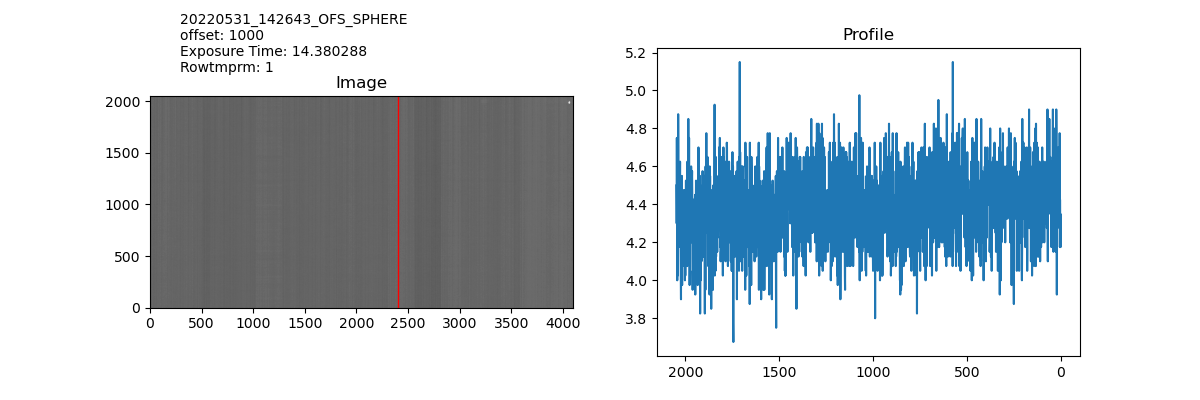 20220531_142643_OFS_SPHERE
offset: 1000
Exposure Time: 14.380288
Rowtmprm: 1
Image
2000
1500
1000
500
0
0 500 1000 1500 2000 2500 3000 3500 4000
Profile
5.2
5.0
4.8
4.6
4.4
4.2
4.0
3.8
2000 1500 1000 500 0